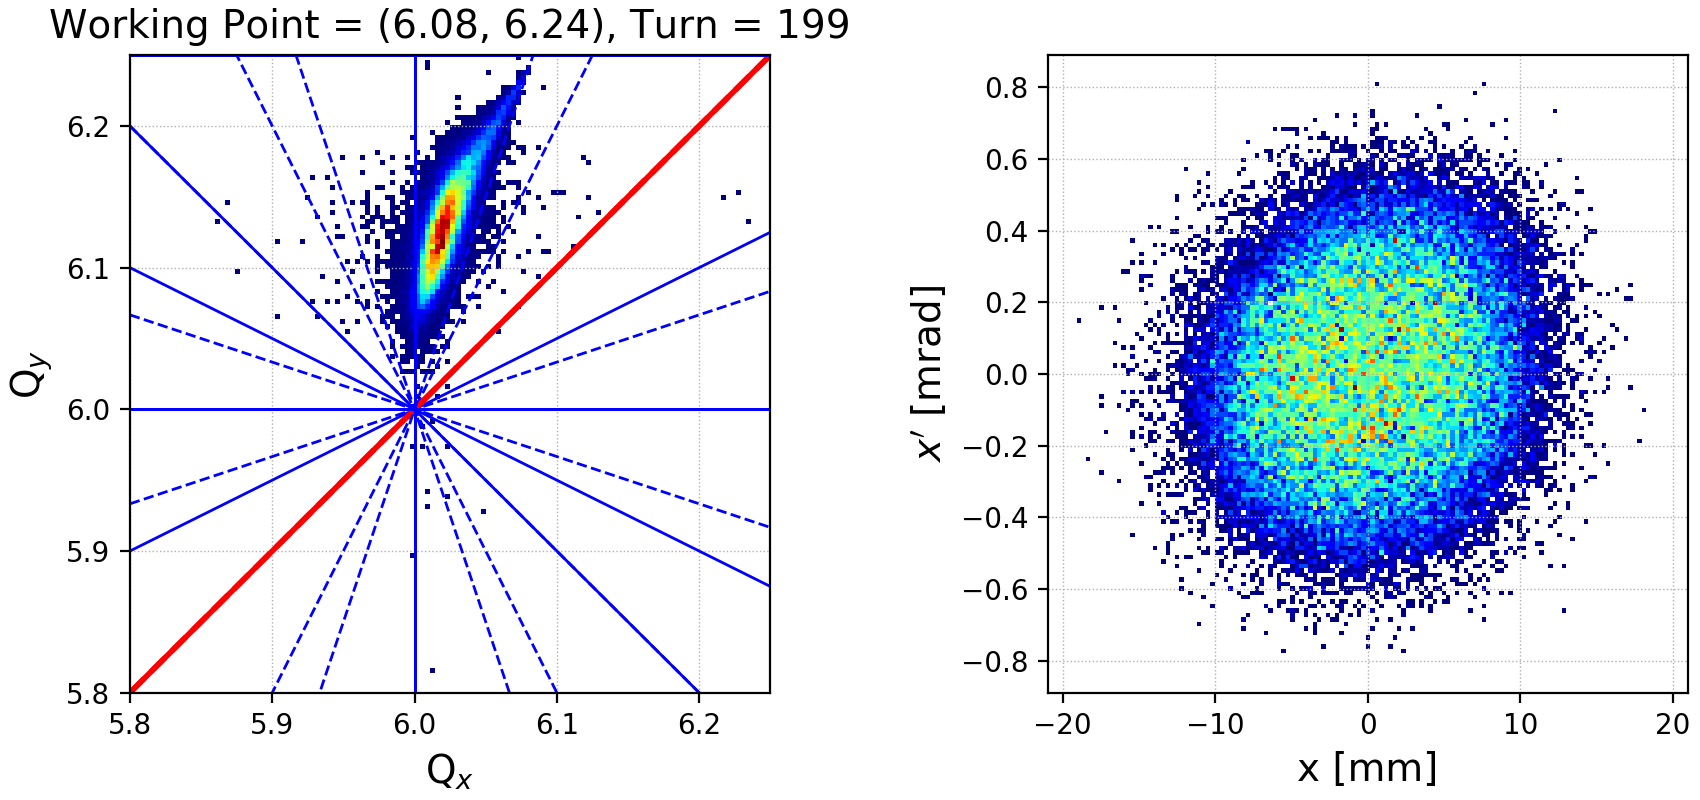 Working Point = (6.08, 6.24), Turn = 199
6.2
6.1
6.0
5.9
5.8
Qy
5.8 5.9 6.0 6.1 6.2
Qx
0.8
0.6
0.4
0.2
0.0
−0.2
−0.4
−0.6
−0.8
x′ [mrad]
−20 −10 0 10 20
x [mm]